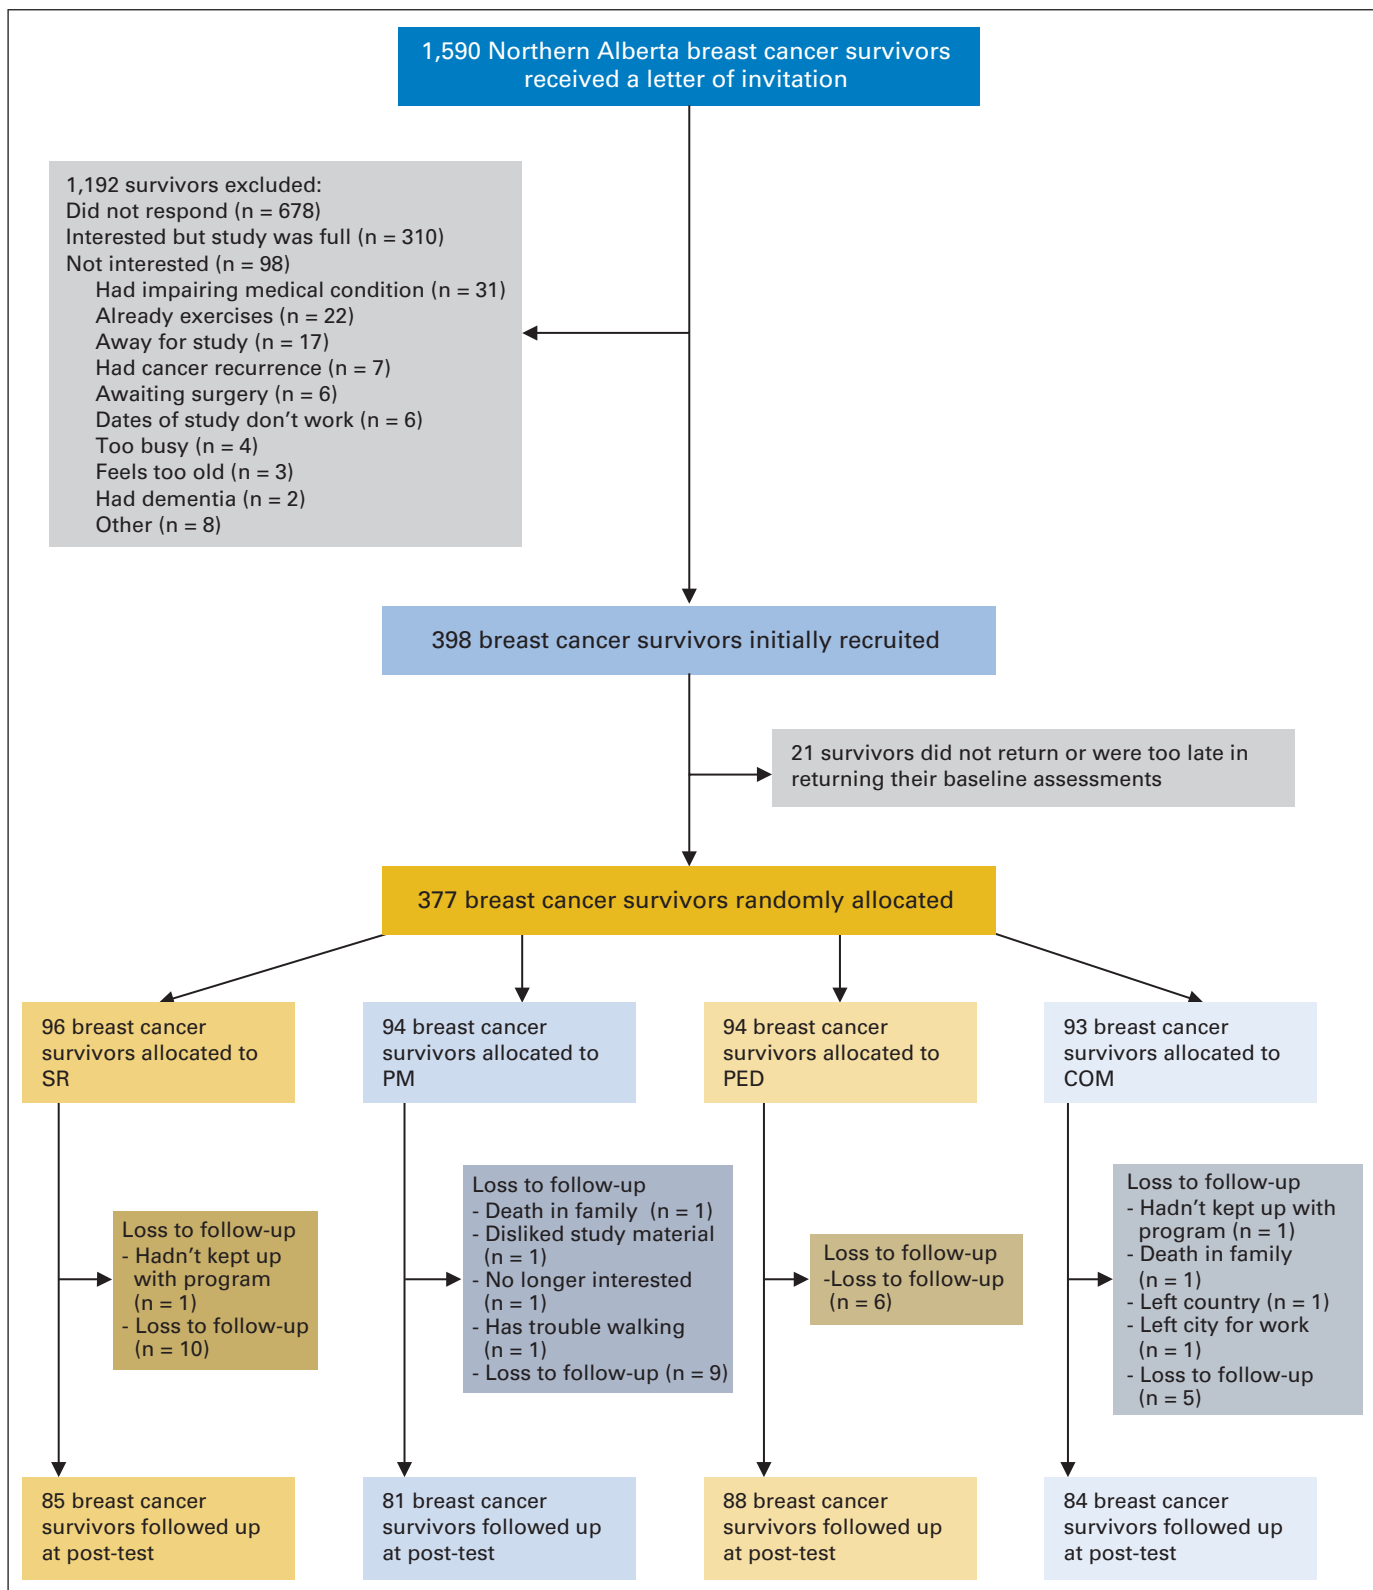 1,590 Northern Alberta breast cancer survivors
received a letter of invitation
1,192 survivors excluded:
Did not respond (n = 678)
Interested but study was full (n = 310)
Not interested (n = 98)
Had impairing medical condition (n = 31)
Already exercises (n = 22)
Away for study (n = 17)
Had cancer recurrence (n = 7)
Awaiting surgery (n = 6)
Dates of study don't work (n = 6)
Too busy (n = 4)
Feels too old (n = 3)
Had dementia (n = 2)
Other (n = 8)
398 breast cancer survivors initially recruited
21 survivors did not return or were too late in
returning their baseline assessments
377 breast cancer survivors randomly allocated
96 breast cancer
survivors allocated to
SR
94 breast cancer
survivors allocated to
PM
94 breast cancer
survivors allocated to
PED
93 breast cancer
survivors allocated to
COM
Loss to follow-up
- Hadn't kept up
with program
(n = 1)
- Loss to follow-up
(n = 10)
Loss to follow-up
- Death in family (n = 1)
- Disliked study material
(n = 1)
- No longer interested
(n = 1)
- Has trouble walking
(n = 1)
- Loss to follow-up (n = 9)
Loss to follow-up
-Loss to follow-up
(n = 6)
Loss to follow-up
- Hadn't kept up with
program (n = 1)
- Death in family
(n = 1)
- Left country (n = 1)
- Left city for work
(n = 1)
- Loss to follow-up
(n = 5)
85 breast cancer
survivors followed up
at post-test
81 breast cancer
survivors followed up
at post-test
88 breast cancer
survivors followed up
at post-test
84 breast cancer
survivors followed up
at post-test